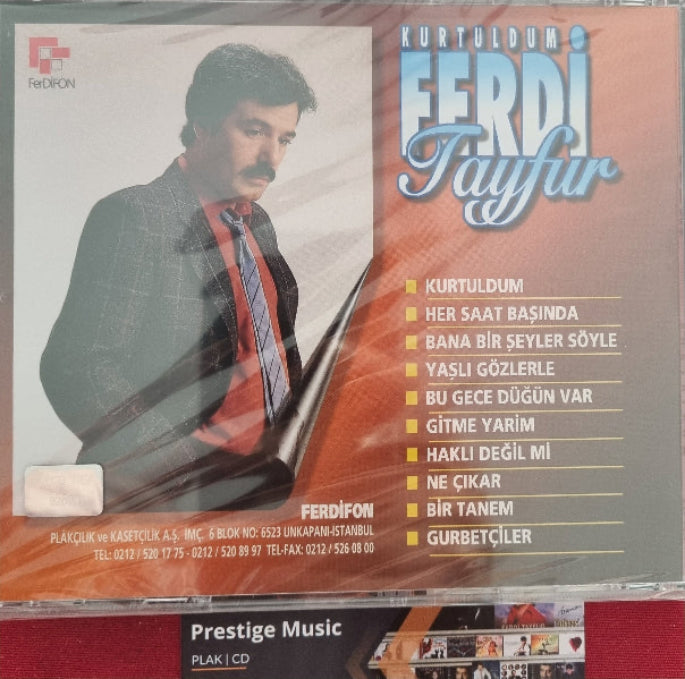 FerDİFON
KURTULDUM
FERDİ
Tayfur
KURTULDUM
HER SAAT BAŞINDA
BANA BİR ŞEYLER SÖYLE
YAŞLI GÖZLERLE
BU GECE DÜĞÜN VAR
GİTME YARİM
HAKLI DEĞİL Mİ
NE ÇIKAR
BİR TANEM
GURBETÇİLER
FERDİFON
PLAKÇILIK ve KASETÇİLİK A.Ş. İMÇ. 6 BLOK NO: 6523 UNKAPANI-İSTANBUL
TEL: 0212 / 520 17 75 - 0212 / 520 89 97 TEL-FAX: 0212 / 526 08 00
Prestige Music
PLAK | CD